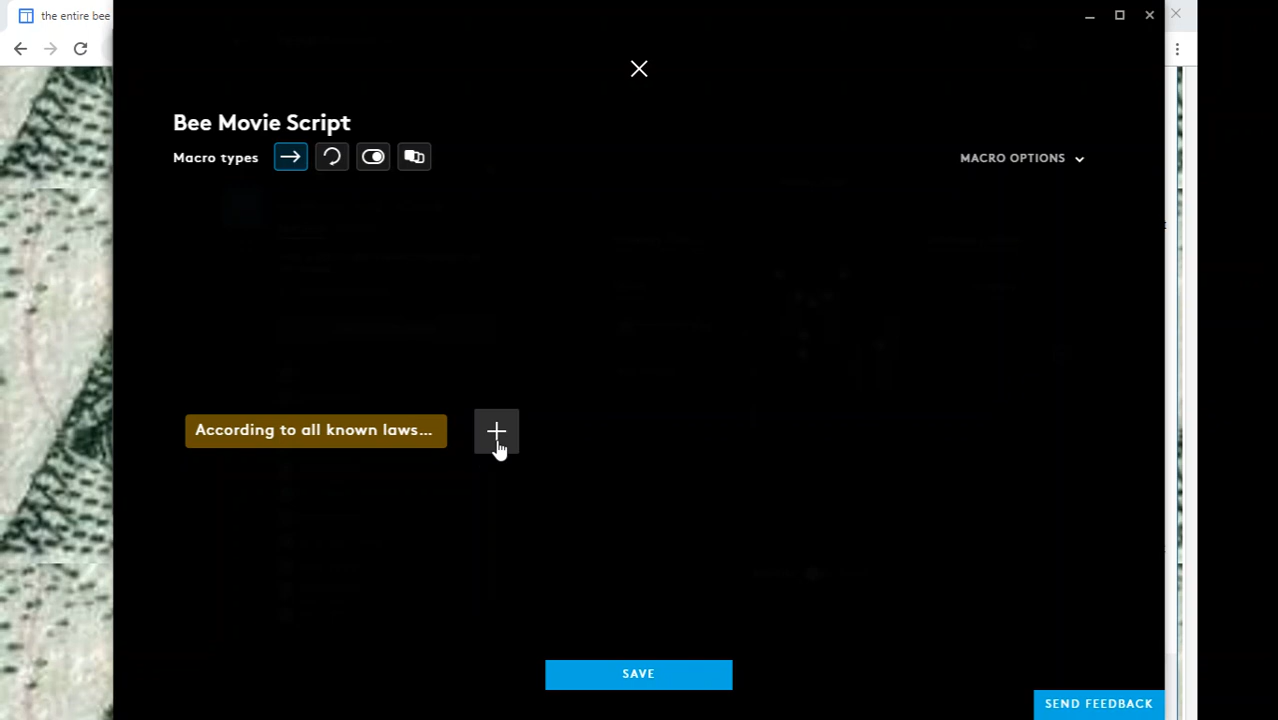 the entire bee
Bee Movie Script
Macro types
MACRO OPTIONS
According to all known laws...
SAVE
SEND FEEDBACK